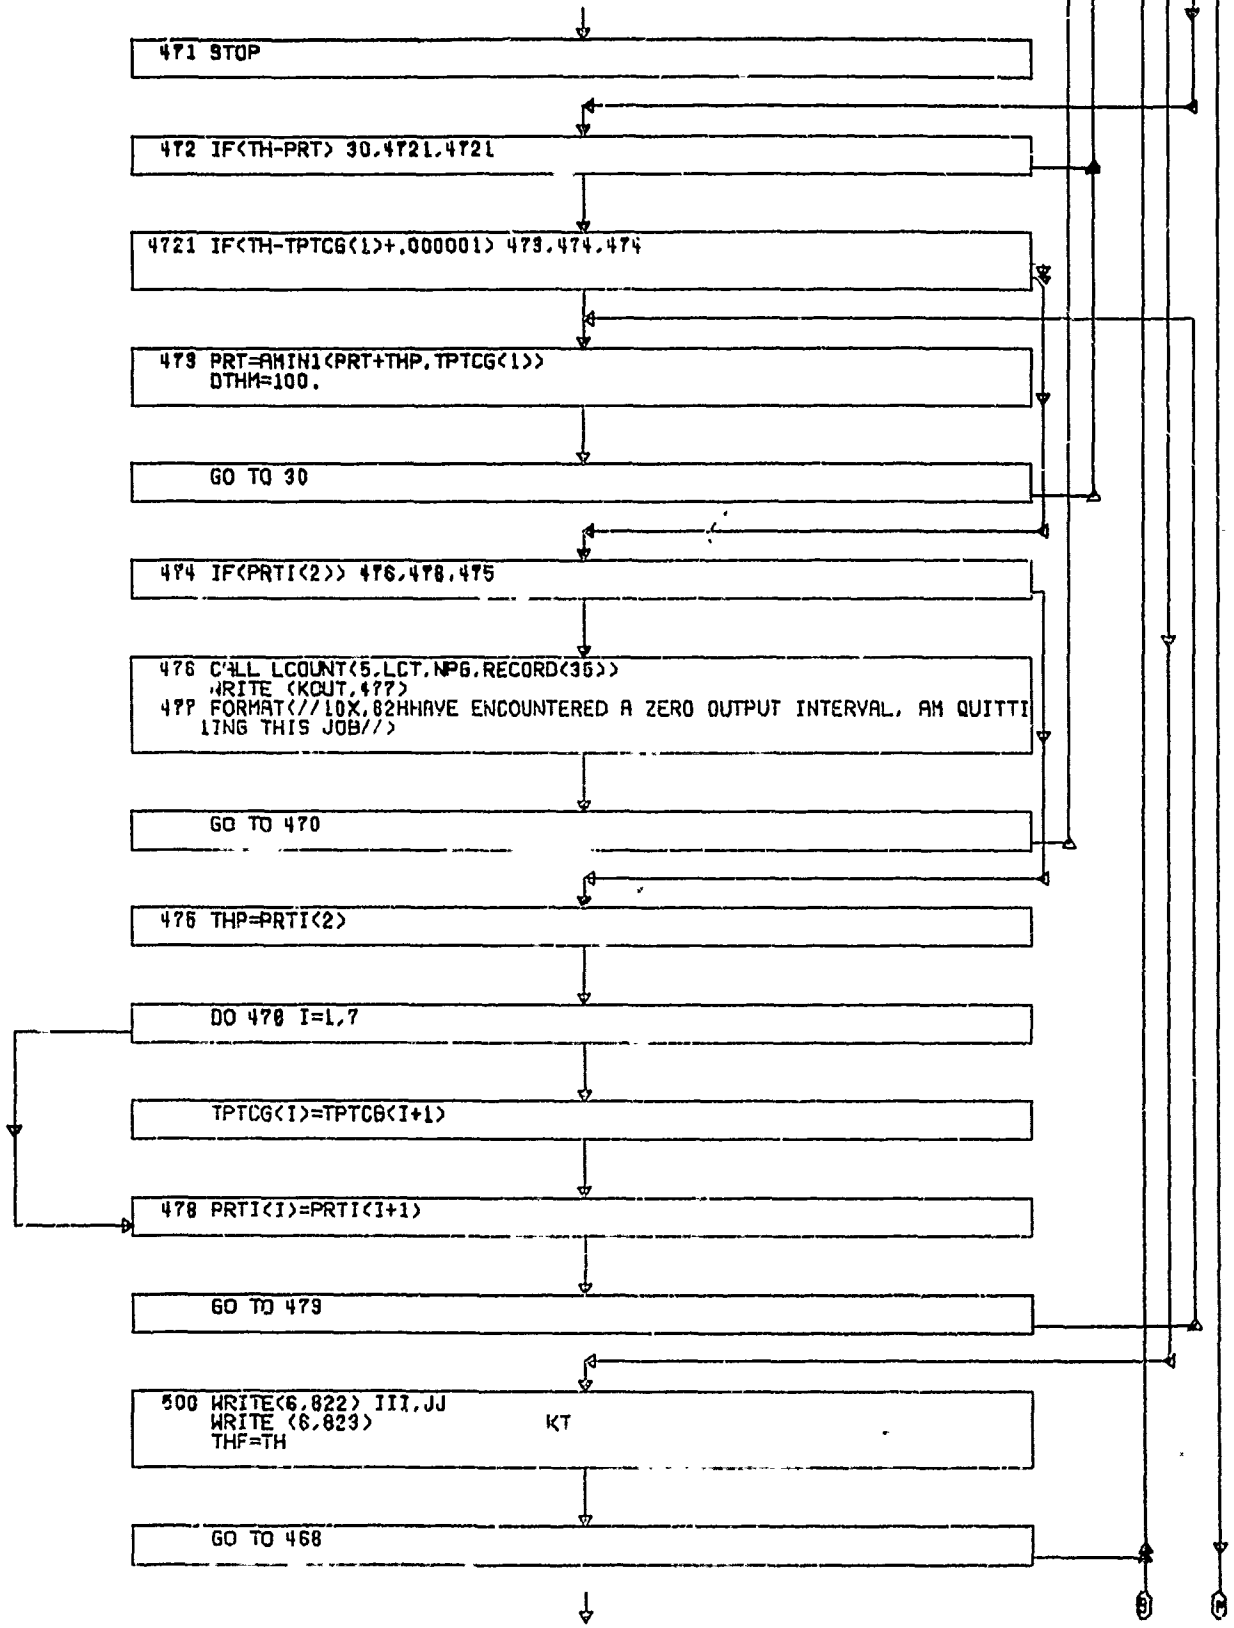 471 STOP
472 IF(TH-PRT) 30,4721,4721
4721 IF(TH-TPTCG(1)+.000001) 473,474,474
473 PRT=AMIN1(PRT+THP,TPTCG(1))
DTHM=100.
GO TO 30
474 IF(PRTI(2)) 476,476,475
476 CALL LCOUNT(5,LCT,NPG,RECORD(36))
WRITE (KOUT,477)
477 FORMAT(//10X,62HHAVE ENCOUNTERED A ZERO OUTPUT INTERVAL, AM QUITTI
1ING THIS JOB//)
GO TO 470
475 THP=PRTI(2)
DO 478 I=1,7
TPTCG(I)=TPTCG(I+1)
478 PRTI(I)=PRTI(I+1)
GO TO 473
500 WRITE(6,822) III,JJ
WRITE (6,823) KT
THF=TH
GO TO 468